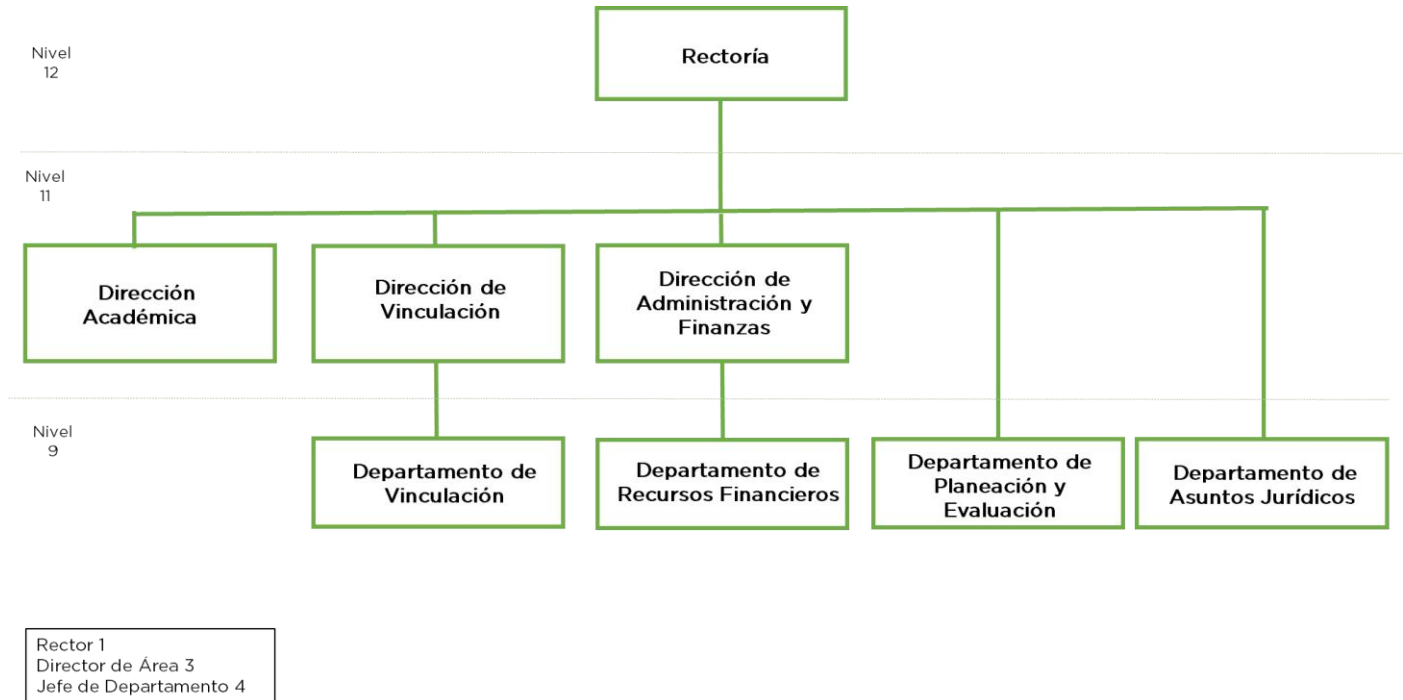 Nivel
12
Rectoría
Nivel
11
Dirección
Académica
Dirección de
Vinculación
Dirección de
Administración y
Finanzas
Nivel
9
Departamento de
Vinculación
Departamento de
Recursos Financieros
Departamento de
Planeación y
Evaluación
Departamento de
Asuntos Jurídicos
Rector 1
Director de Área 3
Jefe de Departamento 4